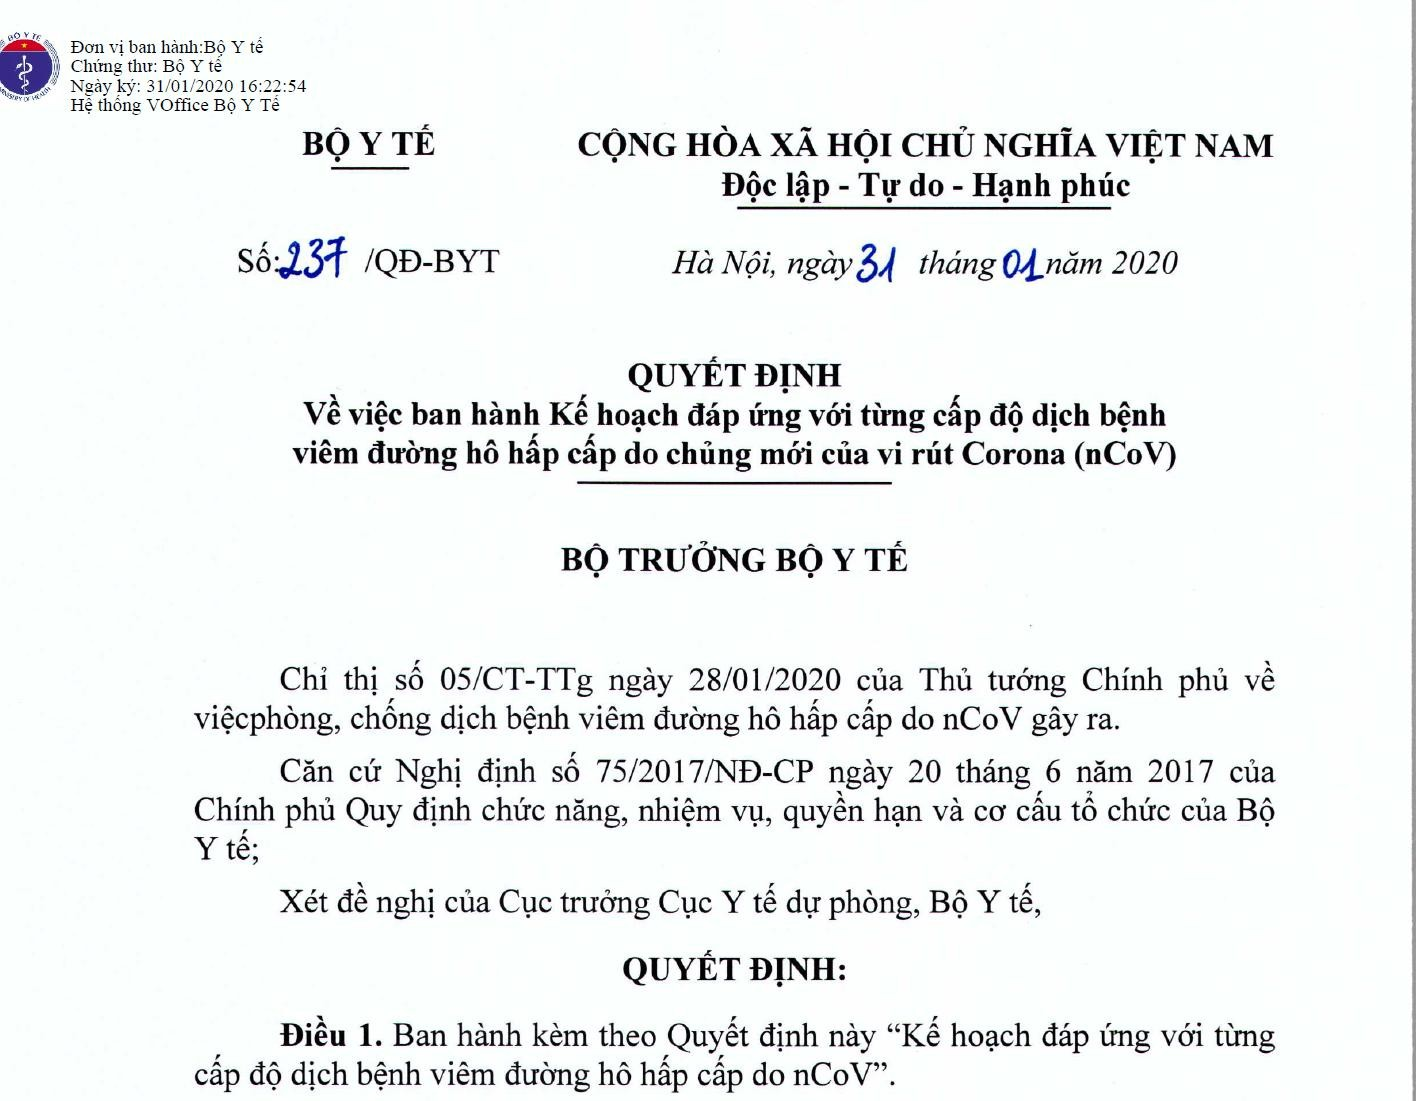 BỘ Y TẾ
MINISTRY OF HEALTH
Đơn vị ban hành:Bộ Y tế
Chứng thư: Bộ Y tế
Ngày ký: 31/01/2020 16:22:54
Hệ thống VOffice Bộ Y Tế
BỘ Y TẾ
CỘNG HÒA XÃ HỘI CHỦ NGHĨA VIỆT NAM
Độc lập - Tự do - Hạnh phúc
Số:237 /QĐ-BYT
Hà Nội, ngày 31 tháng 01 năm 2020
QUYẾT ĐỊNH
Về việc ban hành Kế hoạch đáp ứng với từng cấp độ dịch bệnh
viêm đường hô hấp cấp do chủng mới của vi rút Corona (nCoV)
BỘ TRƯỞNG BỘ Y TẾ
Chỉ thị số 05/CT-TTg ngày 28/01/2020 của Thủ tướng Chính phủ về
việcphòng, chống dịch bệnh viêm đường hô hấp cấp do nCoV gây ra.
Căn cứ Nghị định số 75/2017/NĐ-CP ngày 20 tháng 6 năm 2017 của
Chính phủ Quy định chức năng, nhiệm vụ, quyền hạn và cơ cấu tổ chức của Bộ
Y tế;
Xét đề nghị của Cục trưởng Cục Y tế dự phòng, Bộ Y tế,
QUYẾT ĐỊNH:
Điều 1. Ban hành kèm theo Quyết định này “Kế hoạch đáp ứng với từng
cấp độ dịch bệnh viêm đường hô hấp cấp do nCoV”.